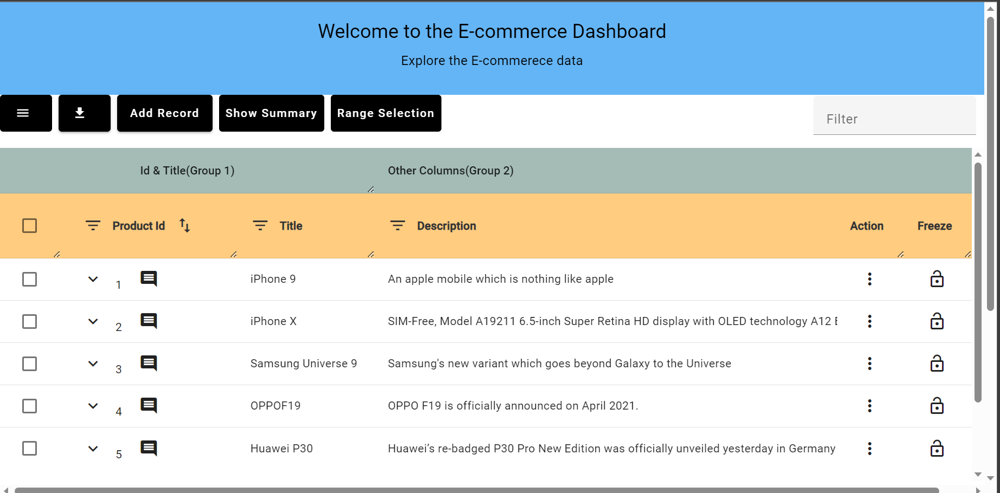 Welcome to the E-commerce Dashboard
Explore the E-commerece data
Add Record Show Summary Range Selection Filter
Id & Title(Group 1) Other Columns(Group 2)
Product Id Title Description Action Freeze
1 iPhone 9 An apple mobile which is nothing like apple
2 iPhone X SIM-Free, Model A19211 6.5-inch Super Retina HD display with OLED technology A12
3 Samsung Universe 9 Samsung's new variant which goes beyond Galaxy to the Universe
4 OPPOF19 OPPO F19 is officially announced on April 2021.
5 Huawei P30 Huawei’s re-badged P30 Pro New Edition was officially unveiled yesterday in Germany